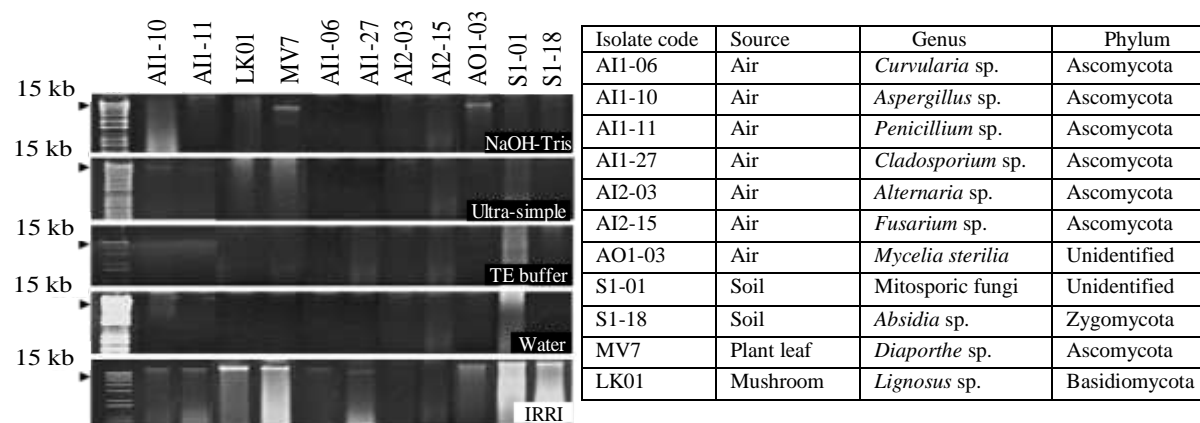 AI1-10 AI1-11 LK01 MV7 AI1-06 AI1-27 AI2-03 AI2-15 AO1-03 S1-01 S1-18
15 kb
NaOH-Tris
15 kb
Ultra-simple
15 kb
TE buffer
15 kb
Water
15 kb
IRRI
Isolate code Source Genus Phylum
AI1-06 Air Curvularia sp. Ascomycota
AI1-10 Air Aspergillus sp. Ascomycota
AI1-11 Air Penicillium sp. Ascomycota
AI1-27 Air Cladosporium sp. Ascomycota
AI2-03 Air Alternaria sp. Ascomycota
AI2-15 Air Fusarium sp. Ascomycota
AO1-03 Air Mycelia sterilia Unidentified
S1-01 Soil Mitosporic fungi Unidentified
S1-18 Soil Absidia sp. Zygomycota
MV7 Plant leaf Diaporthe sp. Ascomycota
LK01 Mushroom Lignosus sp. Basidiomycota